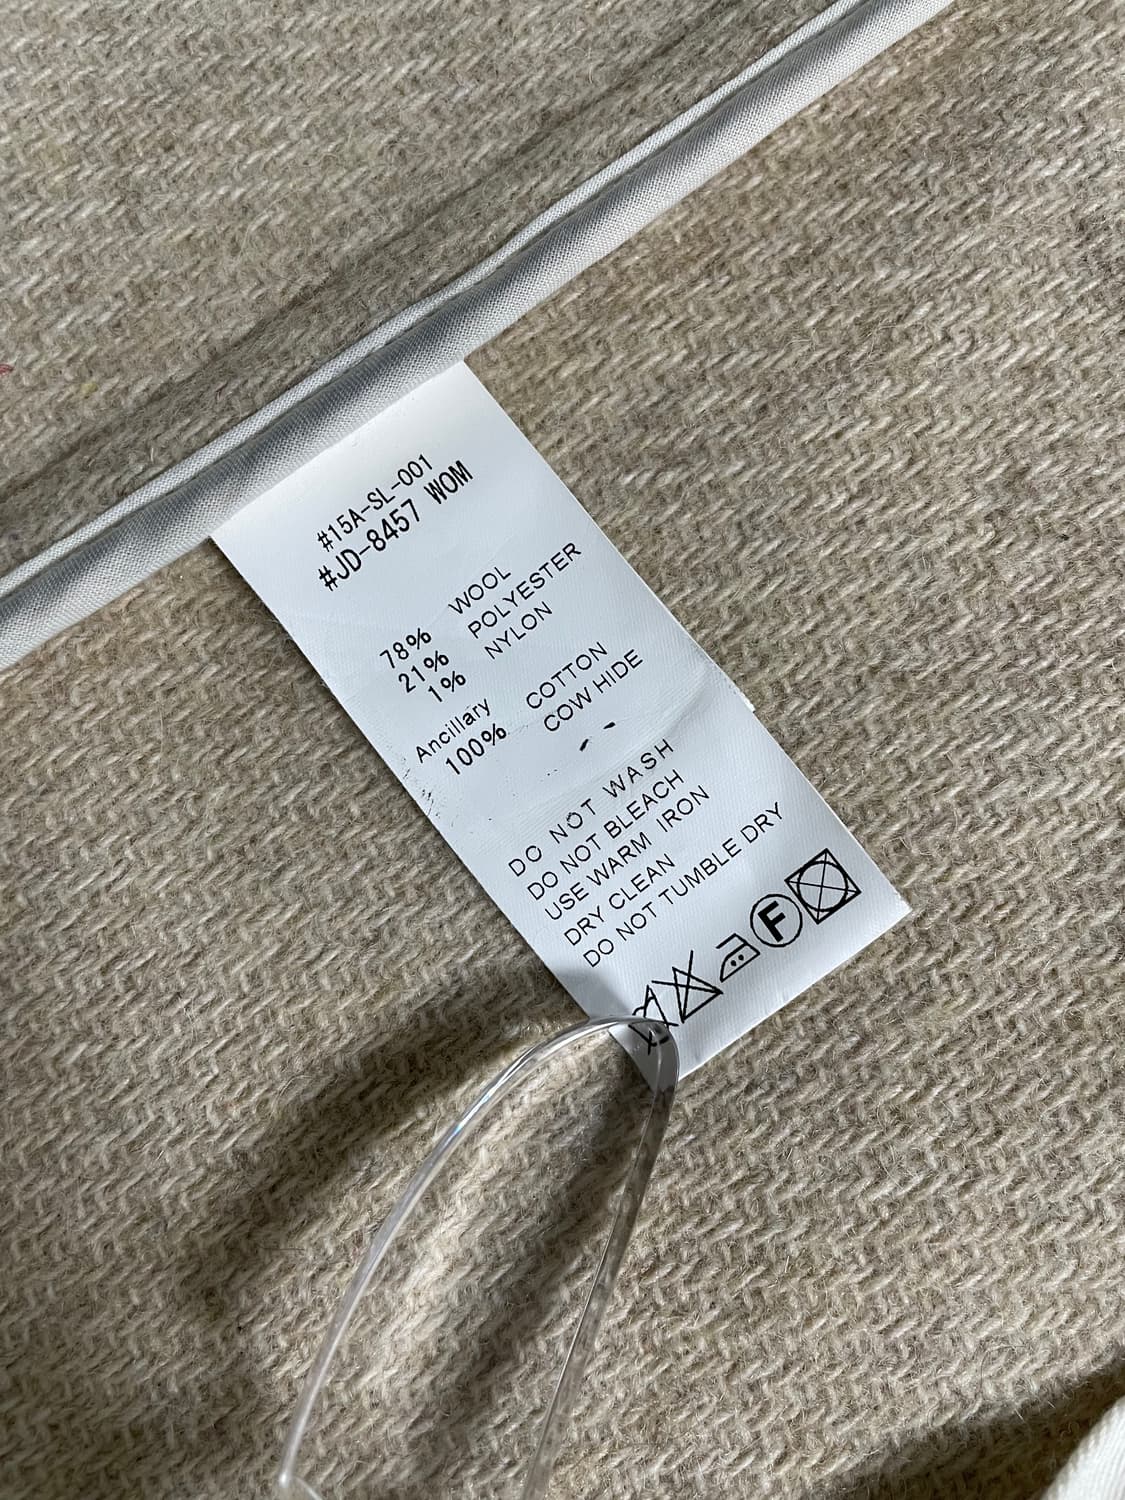 #15A-SL-001
#JD-8457 WOM
78% WOOL
21% POLYESTER
1% NYLON
Ancillary COTTON
100% COW HIDE
DO NOT WASH
DO NOT BLEACH
USE WARM IRON
DRY CLEAN
DO NOT TUMBLE DRY
F